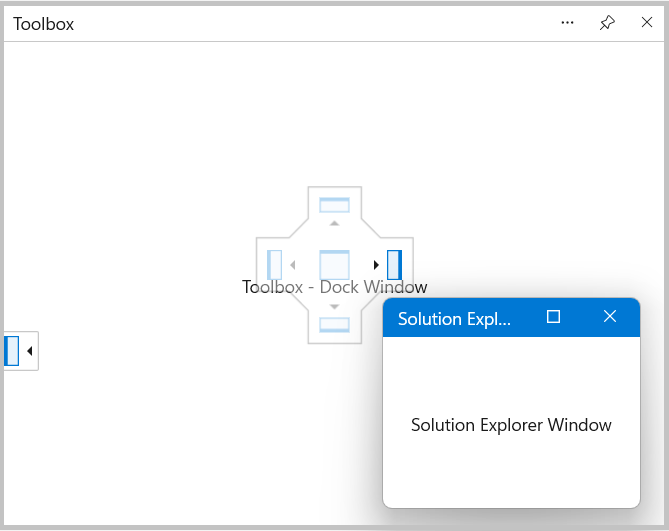 Toolbox
Toolbox - Dock Window
Solution Expl...
Solution Explorer Window